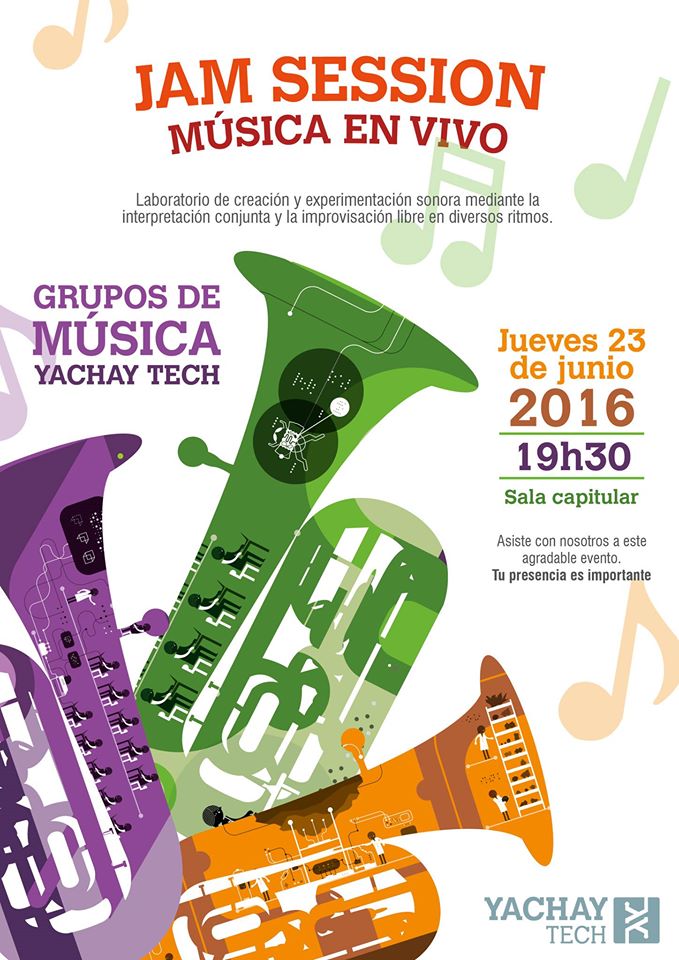 JAM SESSION
MÚSICA EN VIVO
Laboratorio de creación y experimentación sonora mediante la
interpretación conjunta y la improvisación libre en diversos ritmos.
GRUPOS DE
MÚSICA
YACHAY TECH
Jueves 23
de junio
2016
19h30
Sala capitular
Asiste con nosotros a este
agradable evento.
Tu presencia es importante
YACHAY
TECH